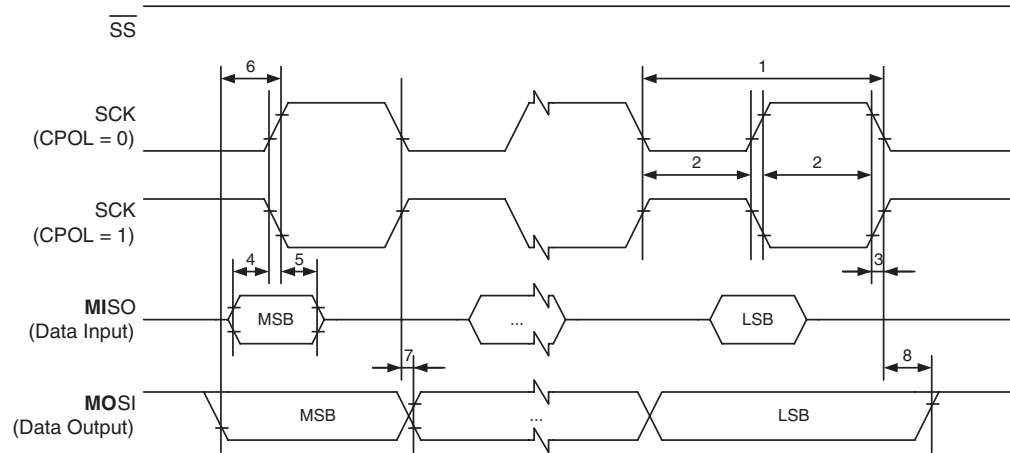 SS
6
1
SCK
(CPOL = 0)
2
2
SCK
(CPOL = 1)
4
5
3
MISO
(Data Input)
MSB
...
LSB
7
8
MOSI
(Data Output)
MSB
...
LSB